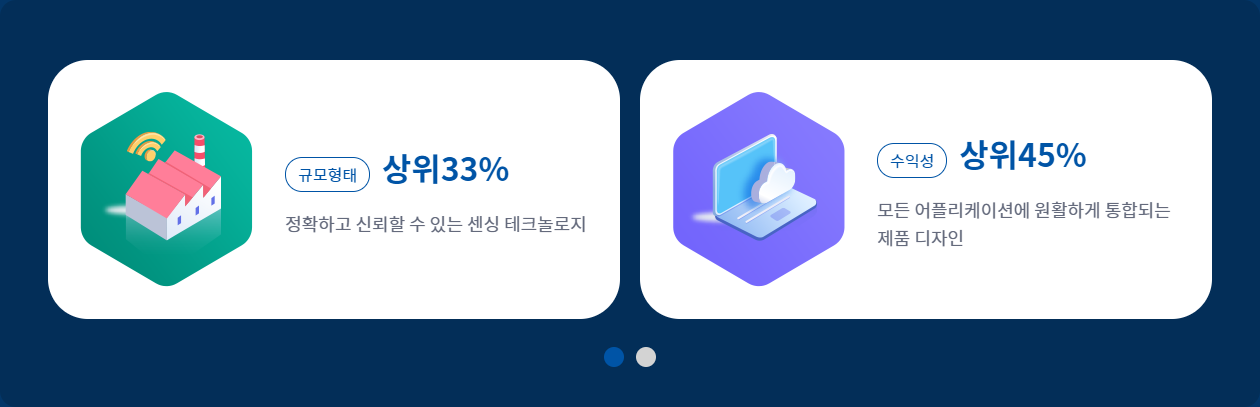 규모형태 상위33%
정확하고 신뢰할 수 있는 센싱 테크놀로지
수익성 상위45%
모든 어플리케이션에 원활하게 통합되는
제품 디자인